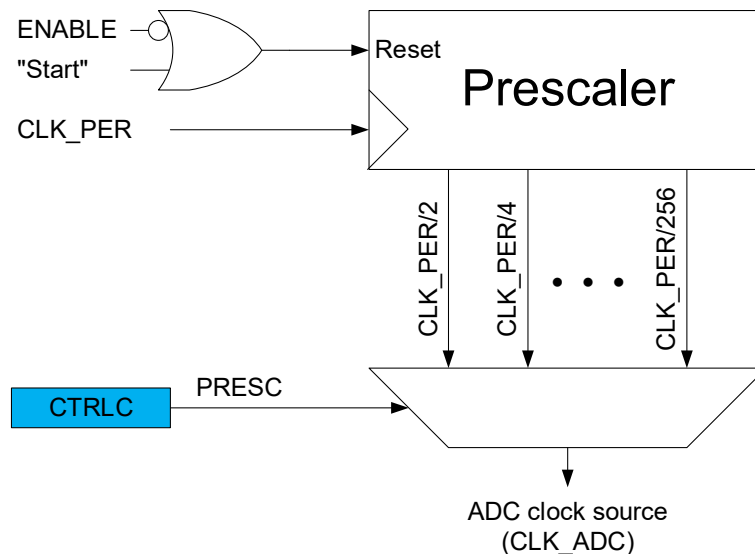 ENABLE
"Start"
Reset
Prescaler
CLK_PER
CLK_PER/2
CLK_PER/4
CLK_PER/256
CTRLC
PRESC
ADC clock source
(CLK_ADC)